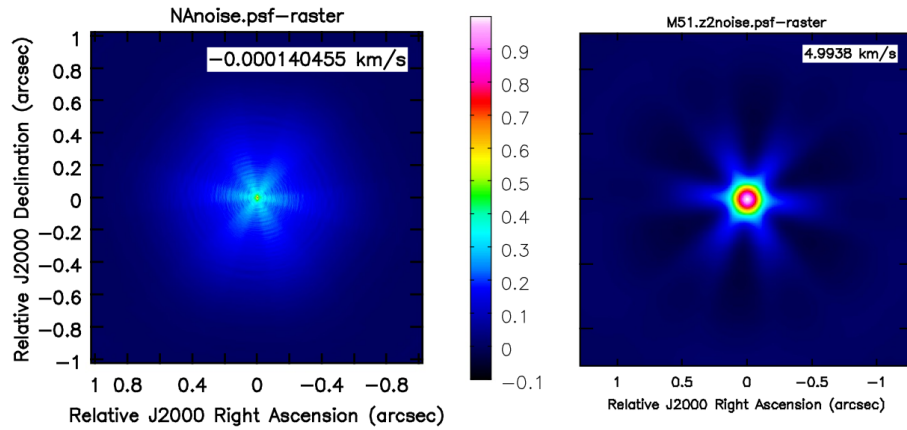 NAnoise.psf-raster
−0.000140455 km/s
Relative J2000 Declination (arcsec)
1
0.8
0.6
0.4
0.2
0
−0.2
−0.4
−0.6
−0.8
−1
1 0.8 0.4 0 −0.4 −0.8
Relative J2000 Right Ascension (arcsec)
0.9
0.8
0.7
0.6
0.5
0.4
0.3
0.2
0.1
0
−0.1
M51.z2noise.psf-raster
4.9938 km/s
1 0.5 0 −0.5 −1
Relative J2000 Right Ascension (arcsec)